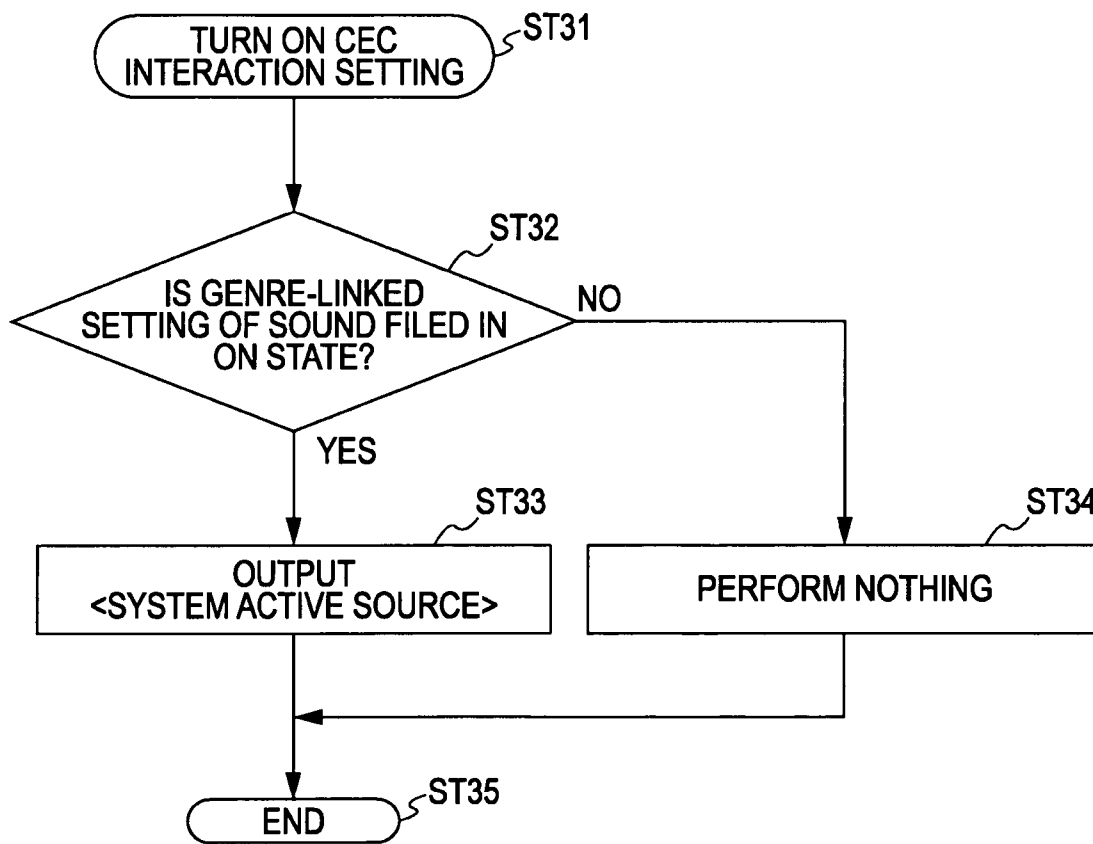 TURN ON CEC
INTERACTION SETTING
ST31
ST32
IS GENRE-LINKED
SETTING OF SOUND FILED IN
ON STATE?
NO
YES
ST33
OUTPUT
<SYSTEM ACTIVE SOURCE>
ST34
PERFORM NOTHING
END
ST35